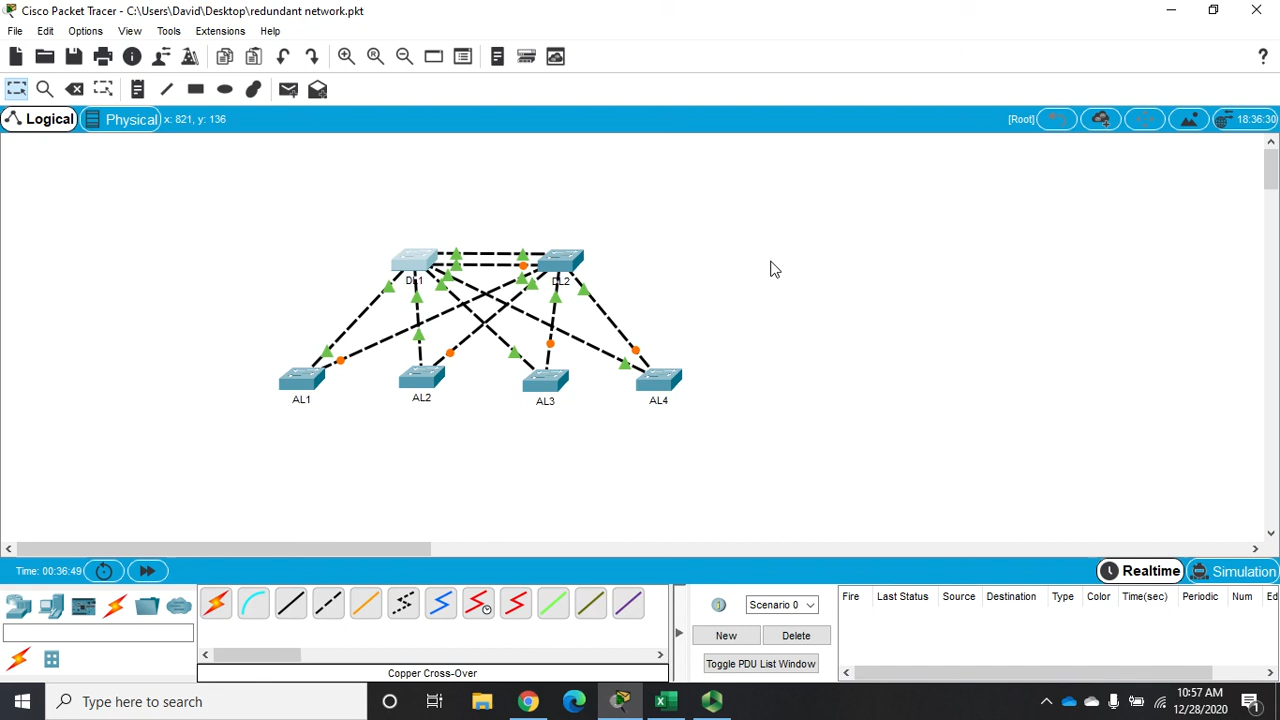 Cisco Packet Tracer - C:\Users\David\Desktop\redundant network.pkt
File Edit Options View Tools Extensions Help
Logical Physical x: 821, y: 136 [Root] 18:36:30
DL1 DL2
AL1 AL2 AL3 AL4
Time: 00:36:49 Realtime Simulation
Scenario 0
Fire Last Status Source Destination Type Color Time(sec) Periodic Num Ed
New Delete
Toggle PDU List Window
Copper Cross-Over
Type here to search
10:57 AM
12/28/2020
1